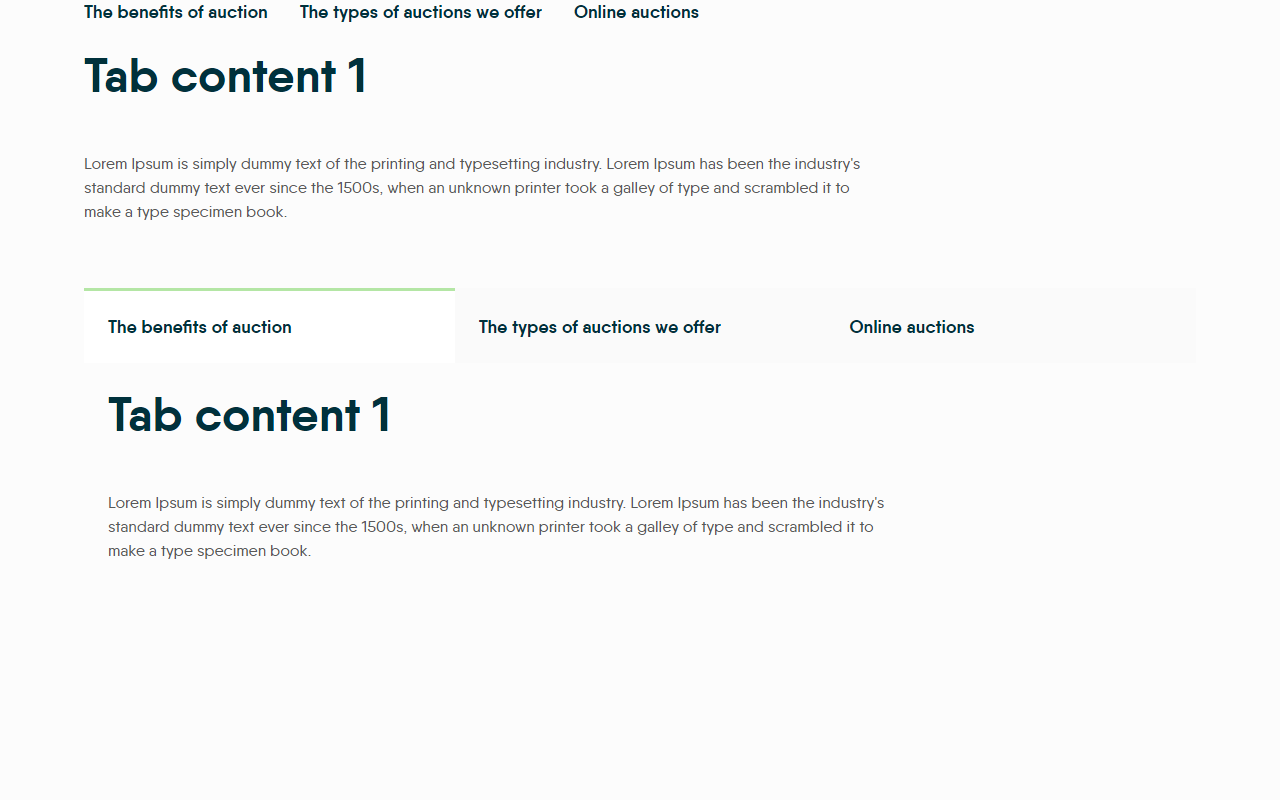 The benefits of auction The types of auctions we offer Online auctions
Tab content 1
Lorem Ipsum is simply dummy text of the printing and typesetting industry. Lorem Ipsum has been the industry's
standard dummy text ever since the 1500s, when an unknown printer took a galley of type and scrambled it to
make a type specimen book.
The benefits of auction The types of auctions we offer Online auctions
Tab content 1
Lorem Ipsum is simply dummy text of the printing and typesetting industry. Lorem Ipsum has been the industry's
standard dummy text ever since the 1500s, when an unknown printer took a galley of type and scrambled it to
make a type specimen book.